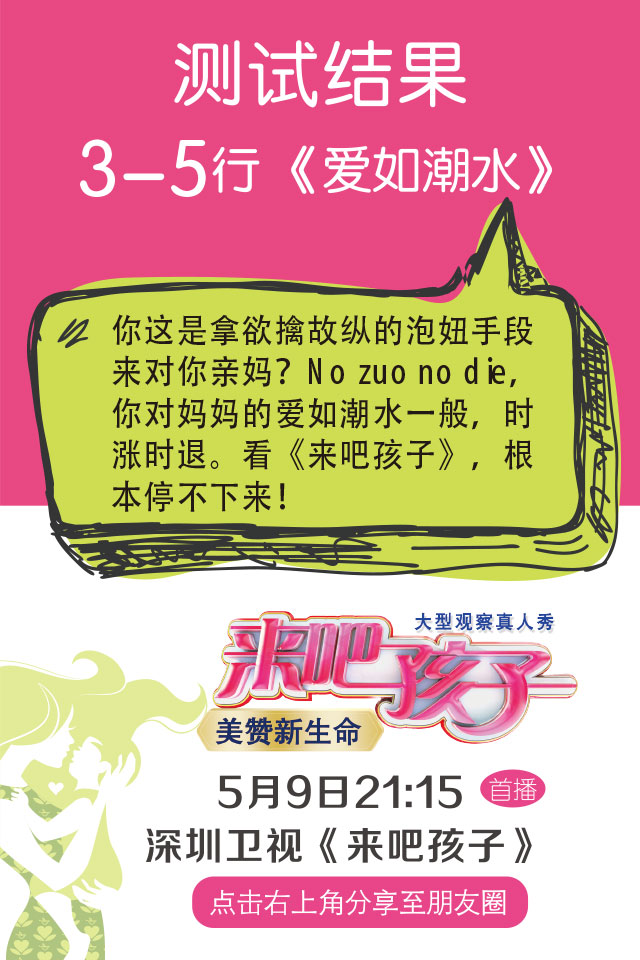 测试结果
3-5行《爱如潮水》
你这是拿欲擒故纵的泡妞手段
来对你亲妈？No zuo no die,
你对妈妈的爱如潮水一般，时
涨时退。看《来吧孩子》，根
本停不下来！
大型观察真人秀
来吧孩子
美赞新生命
5月9日21:15 首播
深圳卫视《来吧孩子》
点击右上角分享至朋友圈